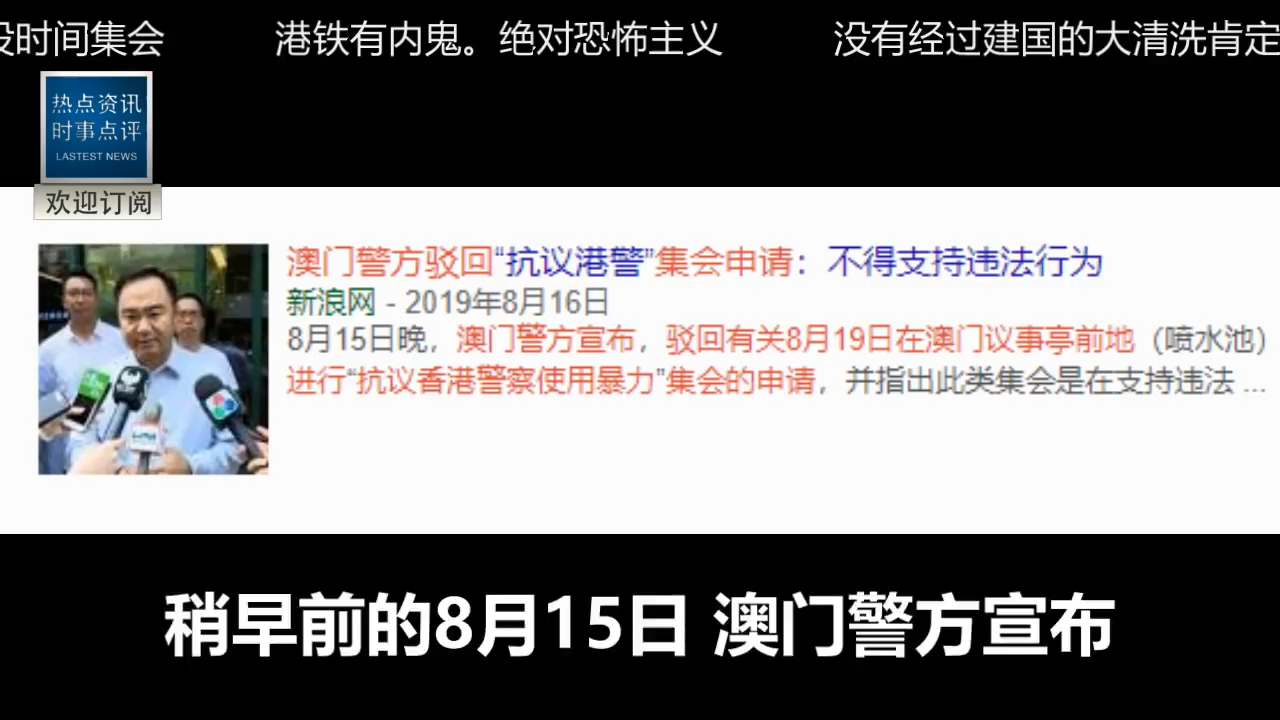 没时间集会 港铁有内鬼。绝对恐怖主义 没有经过建国的大清洗肯定
热点资讯
时事点评
LASTEST NEWS
欢迎订阅
澳门警方驳回“抗议港警”集会申请：不得支持违法行为
新浪网 - 2019年8月16日
8月15日晚，澳门警方宣布，驳回有关8月19日在澳门议事亭前地（喷水池）
进行“抗议香港警察使用暴力”集会的申请，并指出此类集会是在支持违法 ...
稍早前的8月15日 澳门警方宣布